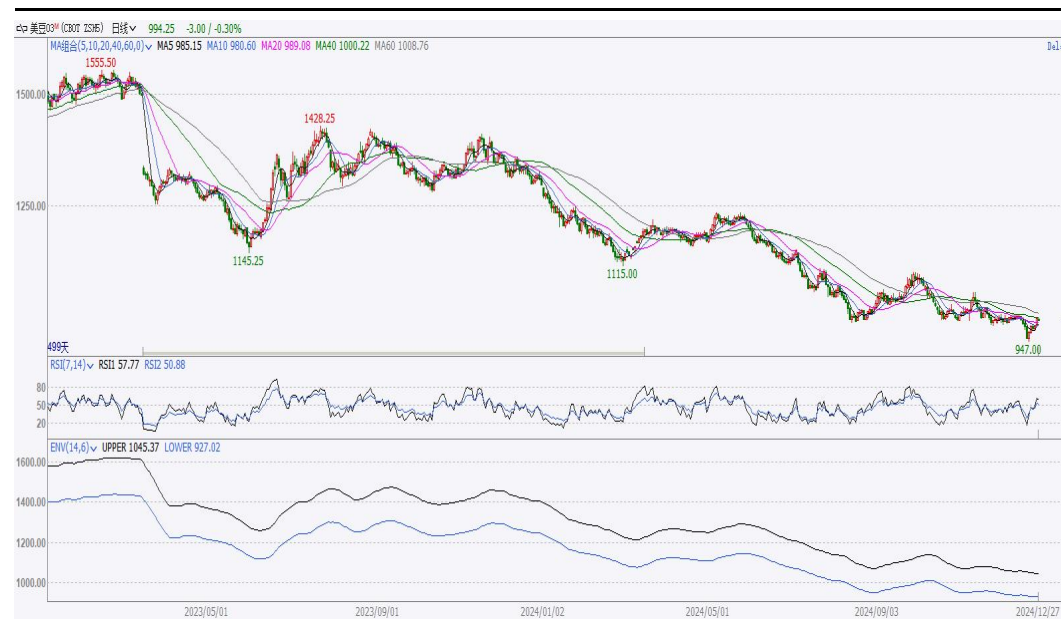 美豆03M (CBOT ZSH5) 日线 994.25 -3.00 / -0.30%
MA组合(5,10,20,40,60,0) MA5 985.15 MA10 980.60 MA20 989.08 MA40 1000.22 MA60 1008.76
1555.50
1500.00
1428.25
1250.00
1145.25
1115.00
947.00
499天
RSI(7,14) RSI1 57.77 RSI2 50.88
80
50
20
ENV(14,6) UPPER 1045.37 LOWER 927.02
1600.00
1400.00
1200.00
1000.00
2023/05/01 2023/09/01 2024/01/02 2024/05/01 2024/09/03 2024/12/27